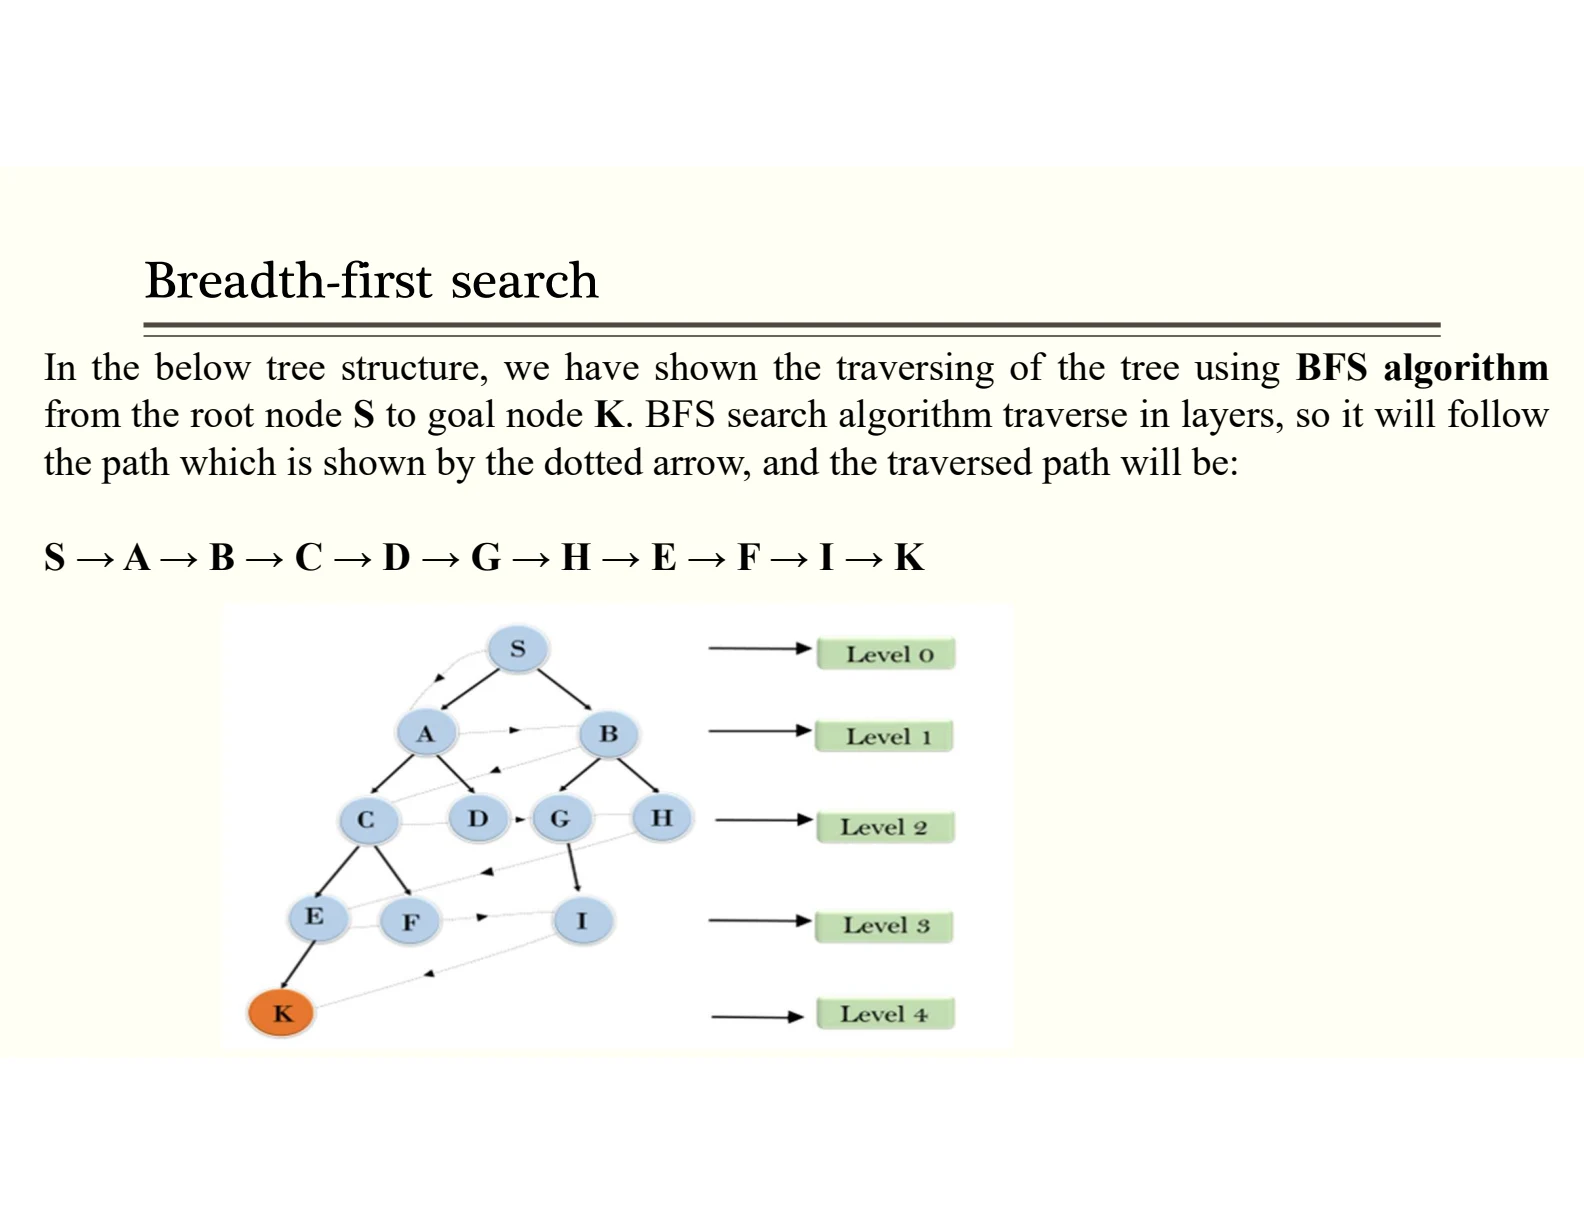 Breadth-first search
In the below tree structure, we have shown the traversing of the tree using BFS algorithm
from the root node S to goal node K. BFS search algorithm traverse in layers, so it will follow
the path which is shown by the dotted arrow, and the traversed path will be:
S → A → B → C → D → G → H → E → F → I → K
S
Level 0
A
B
Level 1
C
D
G
H
Level 2
E
F
I
Level 3
K
Level 4